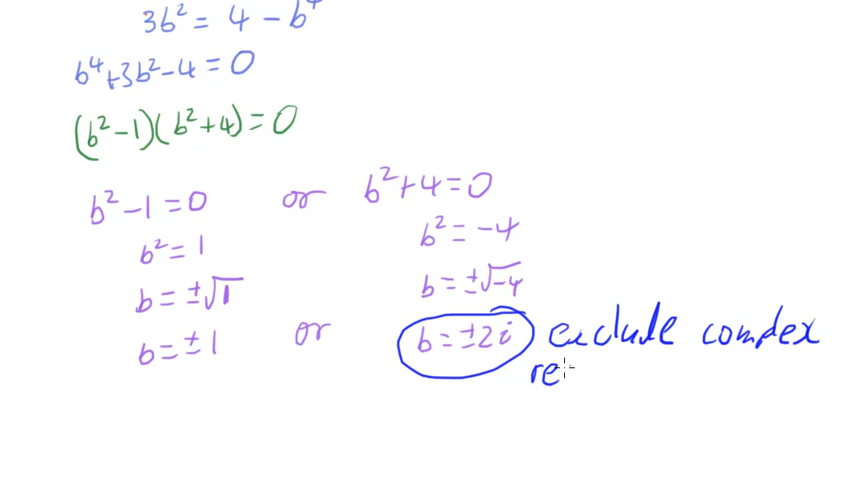 3b² = 4 - b⁴
b⁴+3b²-4=0
(b²-1)(b²+4)=0
b²-1=0 or b²+4=0
b²=1 b²=-4
b=±√1 b=±√-4
b=±1 or b=±2i exclude complex
re